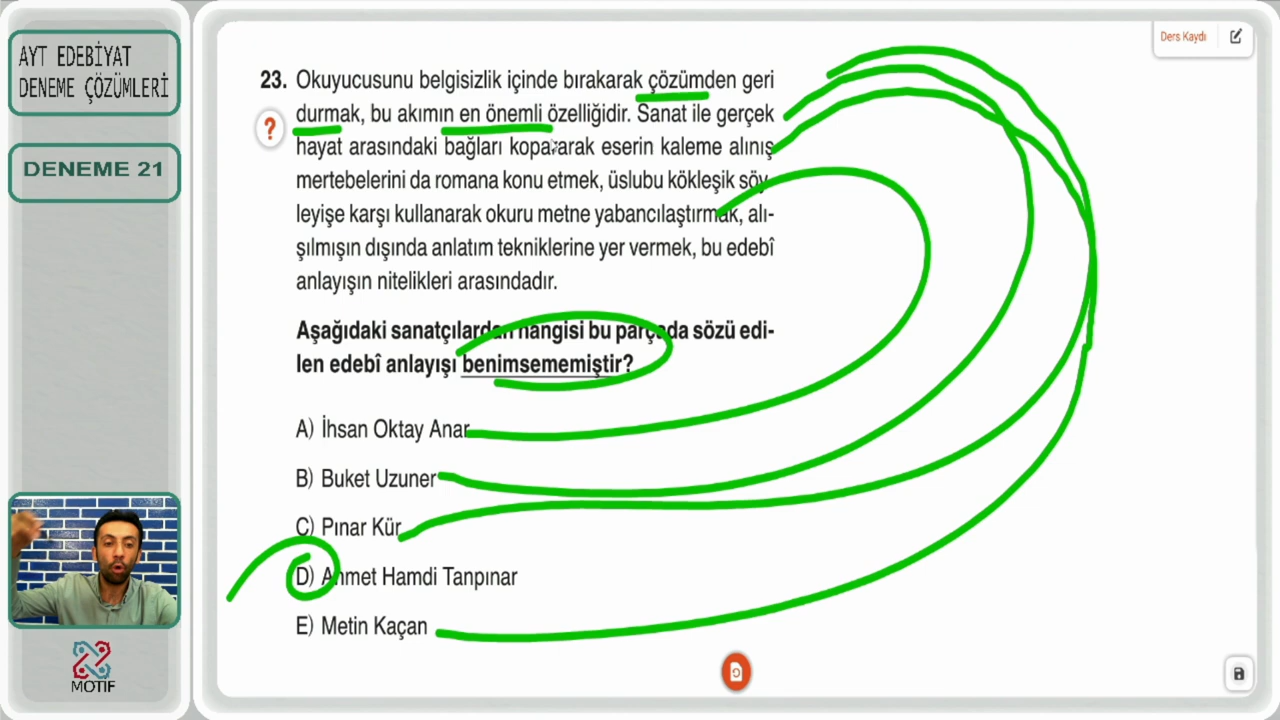 AYT EDEBİYAT
DENEME ÇÖZÜMLERİ
DENEME 21
MOTIF
Ders Kaydı
23. Okuyucusunu belgisizlik içinde bırakarak çözümden geri
durmak, bu akımın en önemli özelliğidir. Sanat ile gerçek
?
hayat arasındaki bağları kopararak eserin kaleme alınış
mertebelerini da romana konu etmek, üslubu kökleşik söy-
leyişe karşı kullanarak okuru metne yabancılaştırmak, alı-
şılmışın dışında anlatım tekniklerine yer vermek, bu edebî
anlayışın nitelikleri arasındadır.
Aşağıdaki sanatçılardan hangisi bu parçada sözü edi-
len edebî anlayışı benimsememiştir?
A) İhsan Oktay Anar
B) Buket Uzuner
C) Pınar Kür
D) Ahmet Hamdi Tanpınar
E) Metin Kaçan